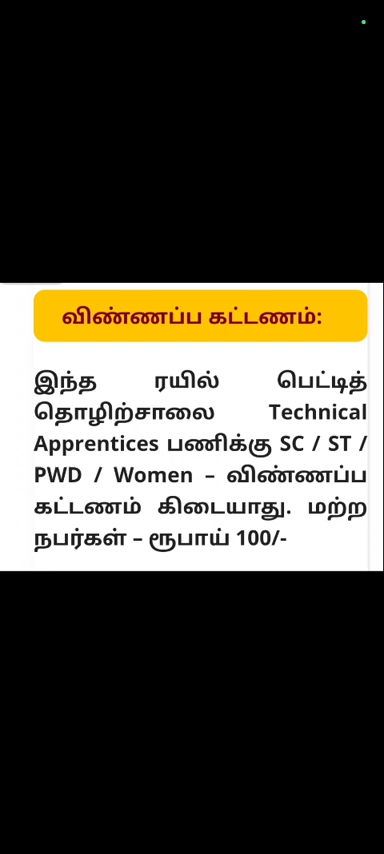 விண்ணப்ப கட்டணம்:
இந்த ரயில் பெட்டித்
தொழிற்சாலை Technical
Apprentices பணிக்கு SC / ST /
PWD / Women – விண்ணப்ப
கட்டணம் கிடையாது. மற்ற
நபர்கள் – ரூபாய் 100/-